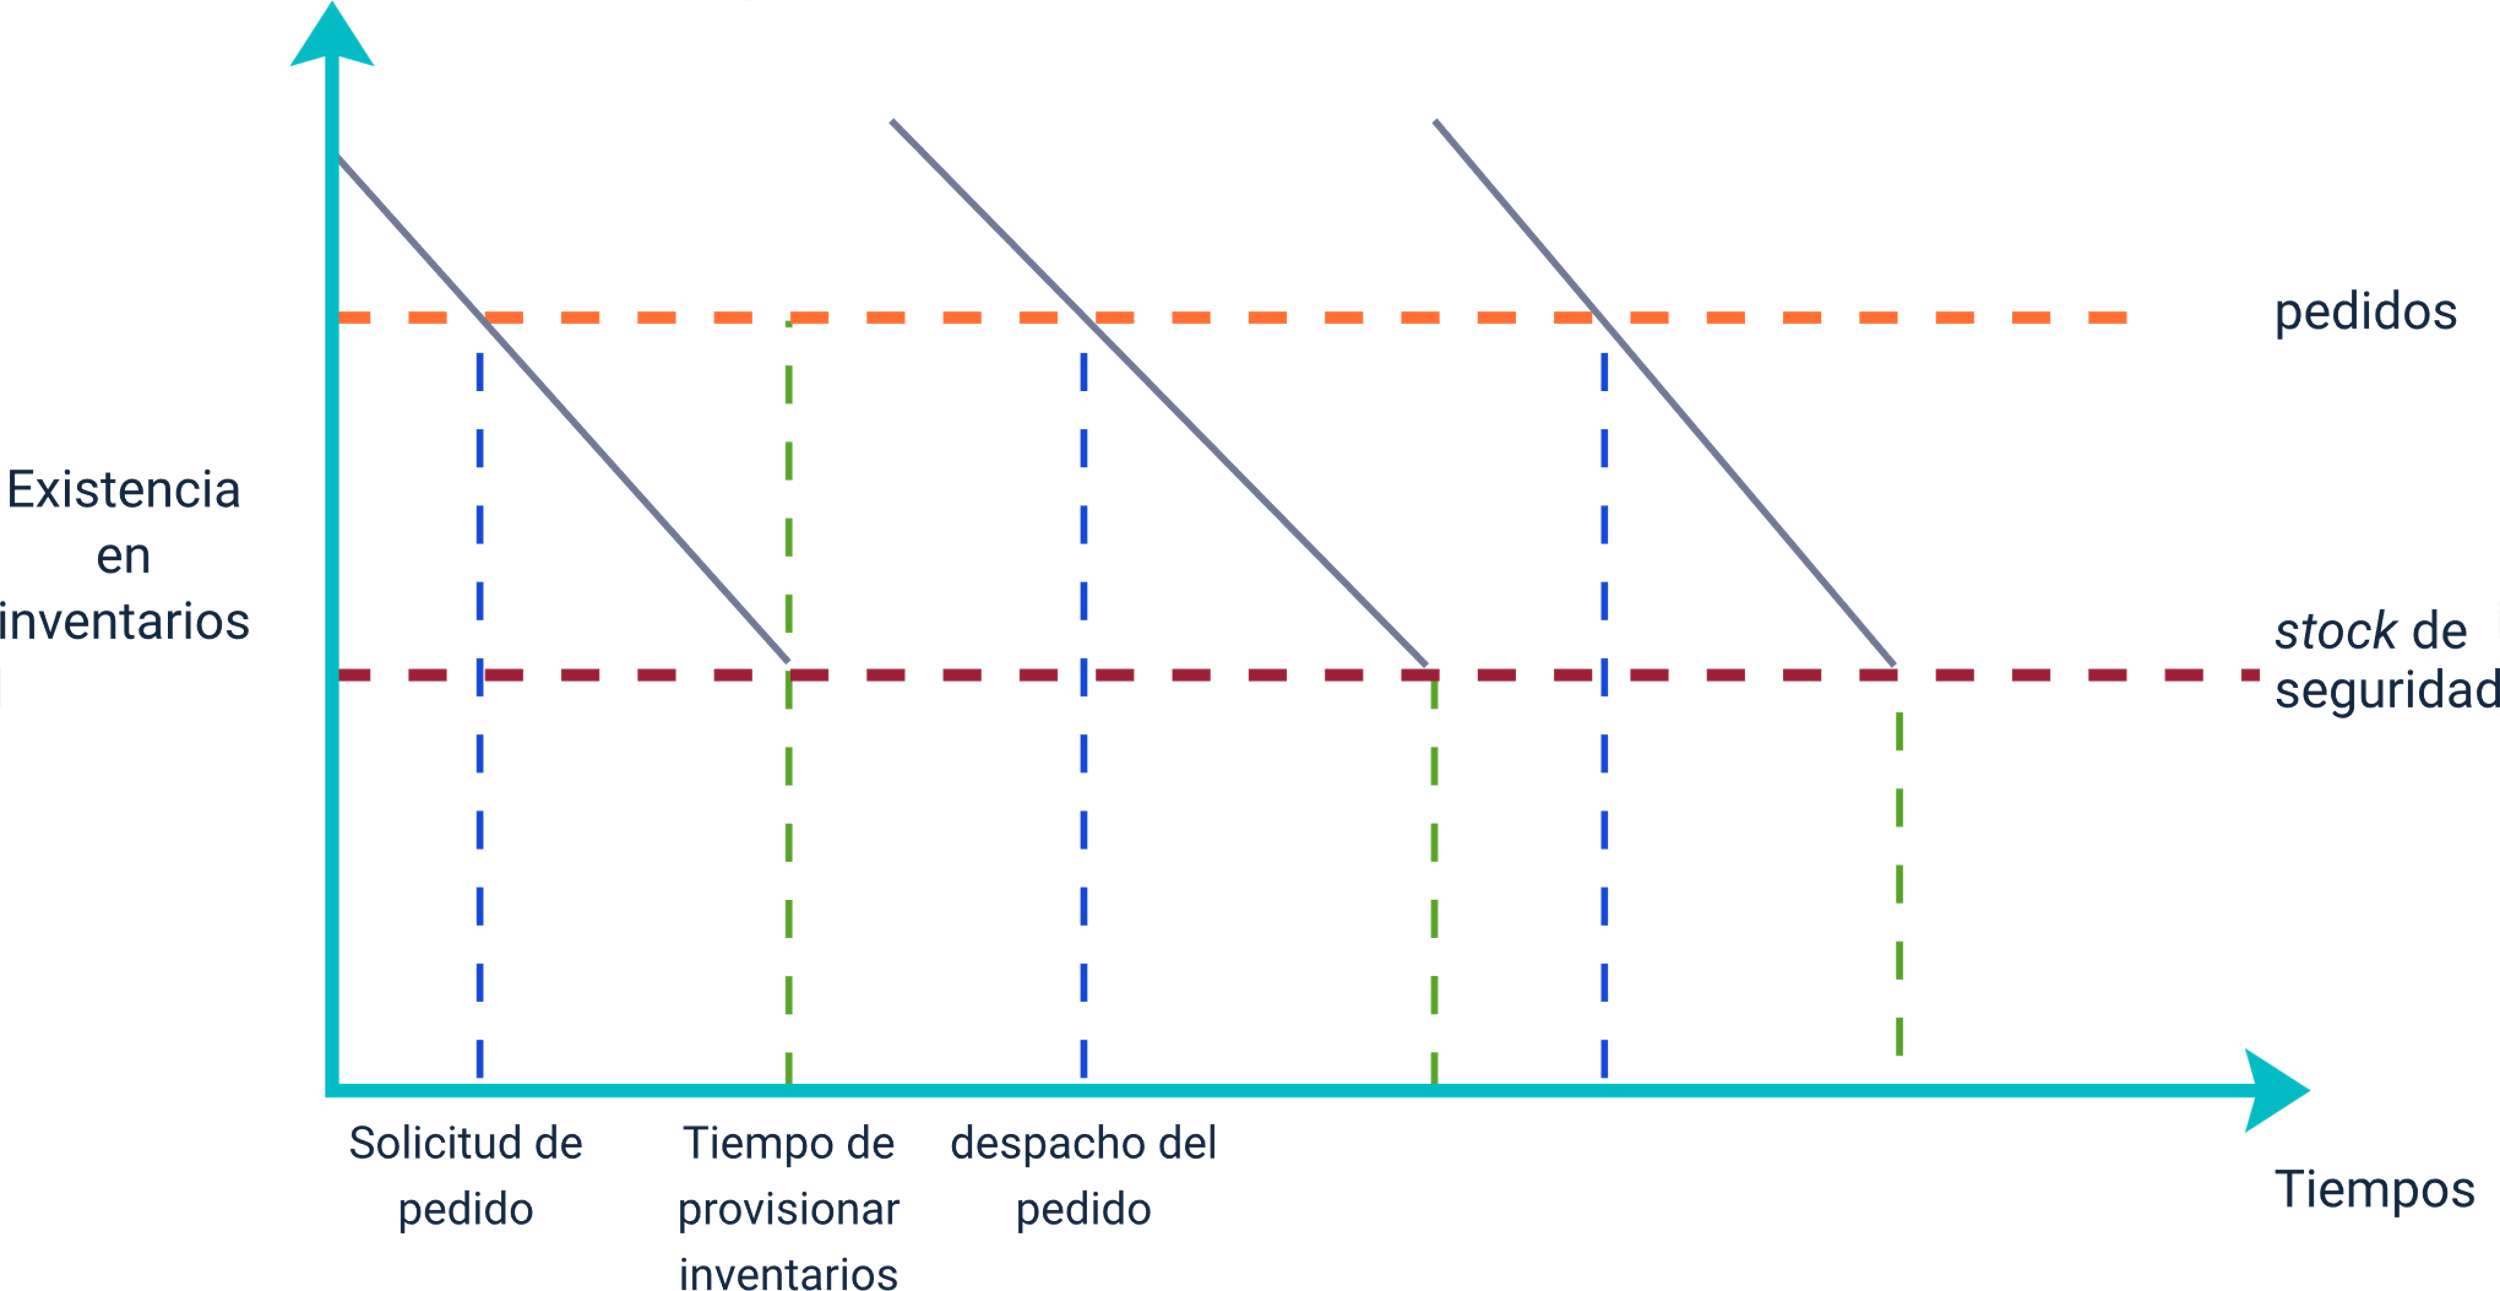 pedidos
Existencia
en
inventarios
stock de
seguridad
Solicitud de
pedido
Tiempo de
provisionar
inventarios
despacho del
pedido
Tiempos